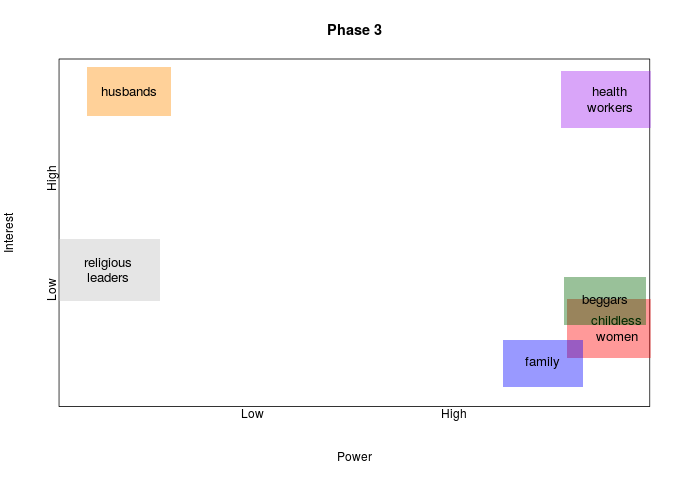 Phase 3
husbands
health
workers
High
Interest
religious
leaders
Low
beggars
childless
women
family
Low
High
Power